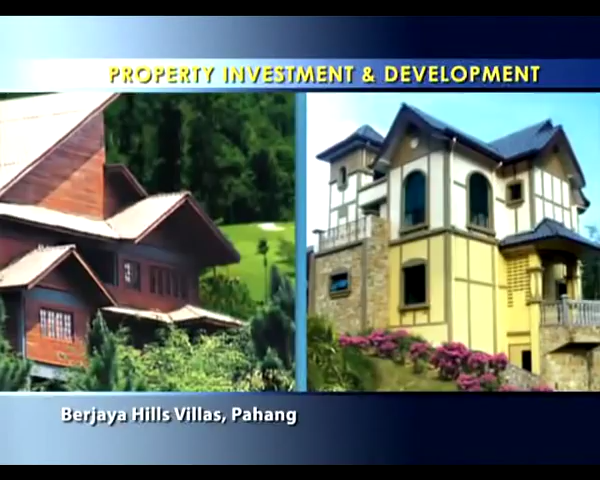 PROPERTY INVESTMENT & DEVELOPMENT
Berjaya Hills Villas, Pahang